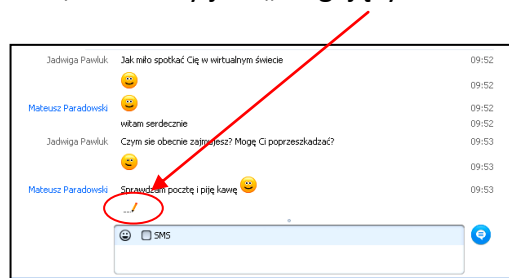 Jadwiga Pawluk Jak miło spotkać Cię w wirtualnym świecie 09:52
09:52
Mateusz Paradowski 09:52
witam serdecznie 09:52
Jadwiga Pawluk Czym sie obecnie zajmujesz? Mogę Ci poprzeszkadzać? 09:53
09:53
Mateusz Paradowski Sprawdzam pocztę i piję kawę 09:53
SMS